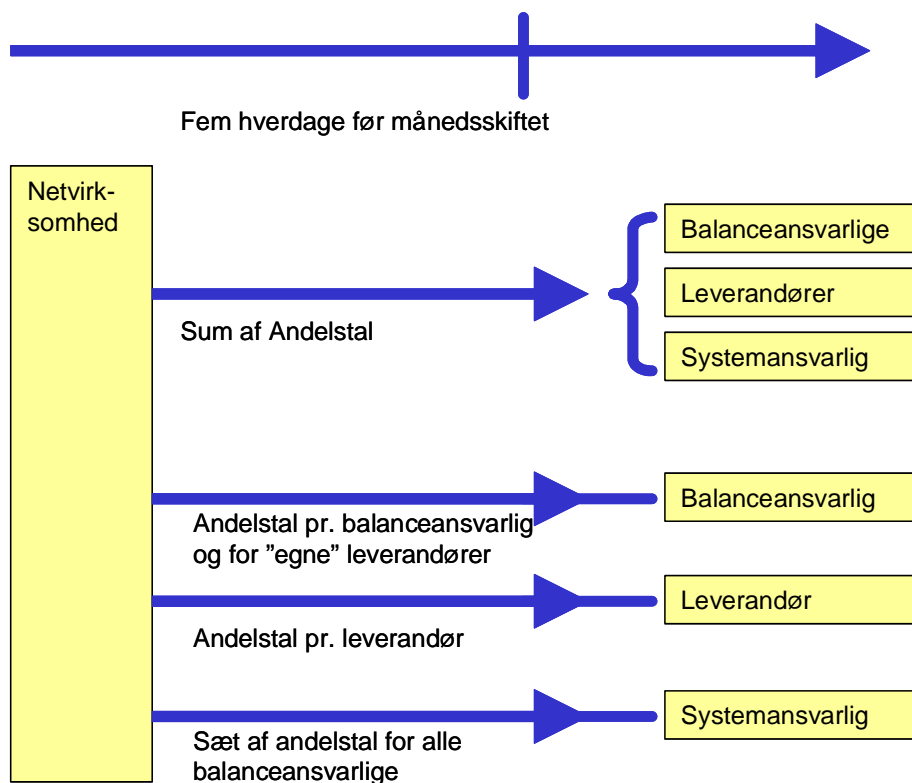 Fem hverdage før månedsskiftet
Netvirk-
somhed
Balanceansvarlige
Leverandører
Sum af Andelstal
Systemansvarlig
Balanceansvarlig
Andelstal pr. balanceansvarlig
og for ”egne” leverandører
Leverandør
Andelstal pr. leverandør
Systemansvarlig
Sæt af andelstal for alle
balanceansvarlige